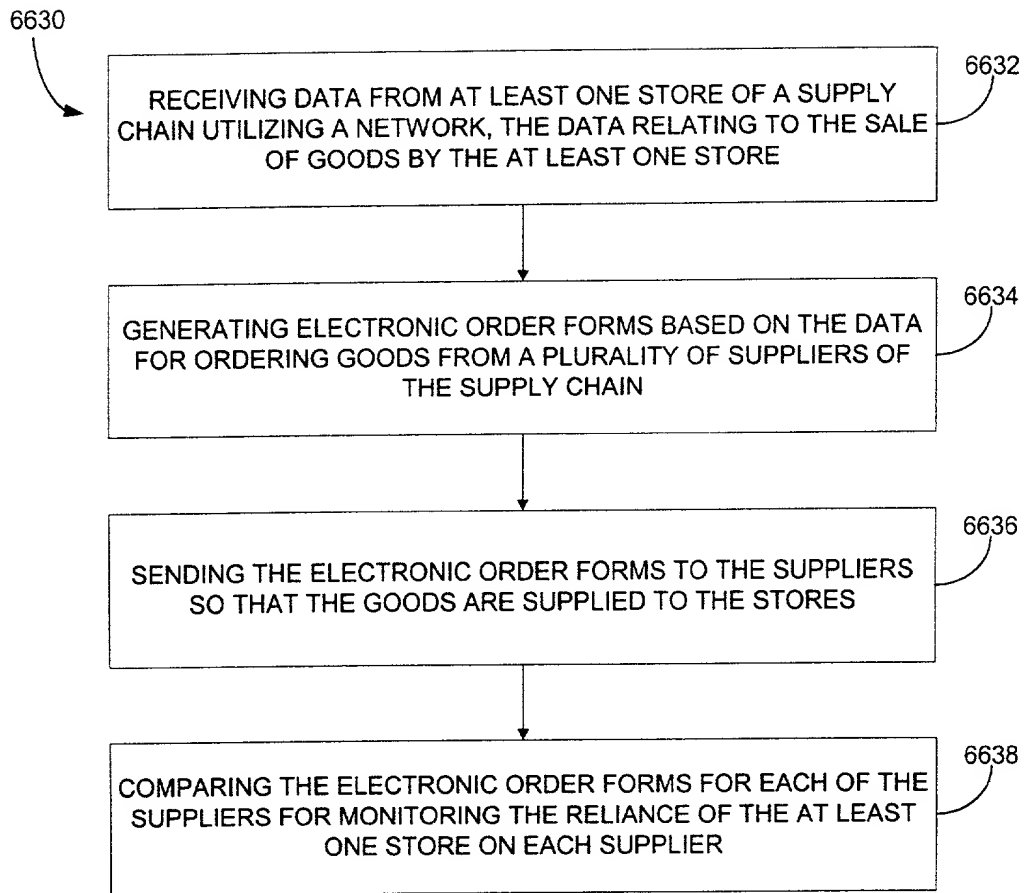 6630
6632
RECEIVING DATA FROM AT LEAST ONE STORE OF A SUPPLY
CHAIN UTILIZING A NETWORK, THE DATA RELATING TO THE SALE
OF GOODS BY THE AT LEAST ONE STORE
6634
GENERATING ELECTRONIC ORDER FORMS BASED ON THE DATA
FOR ORDERING GOODS FROM A PLURALITY OF SUPPLIERS OF
THE SUPPLY CHAIN
6636
SENDING THE ELECTRONIC ORDER FORMS TO THE SUPPLIERS
SO THAT THE GOODS ARE SUPPLIED TO THE STORES
6638
COMPARING THE ELECTRONIC ORDER FORMS FOR EACH OF THE
SUPPLIERS FOR MONITORING THE RELIANCE OF THE AT LEAST
ONE STORE ON EACH SUPPLIER